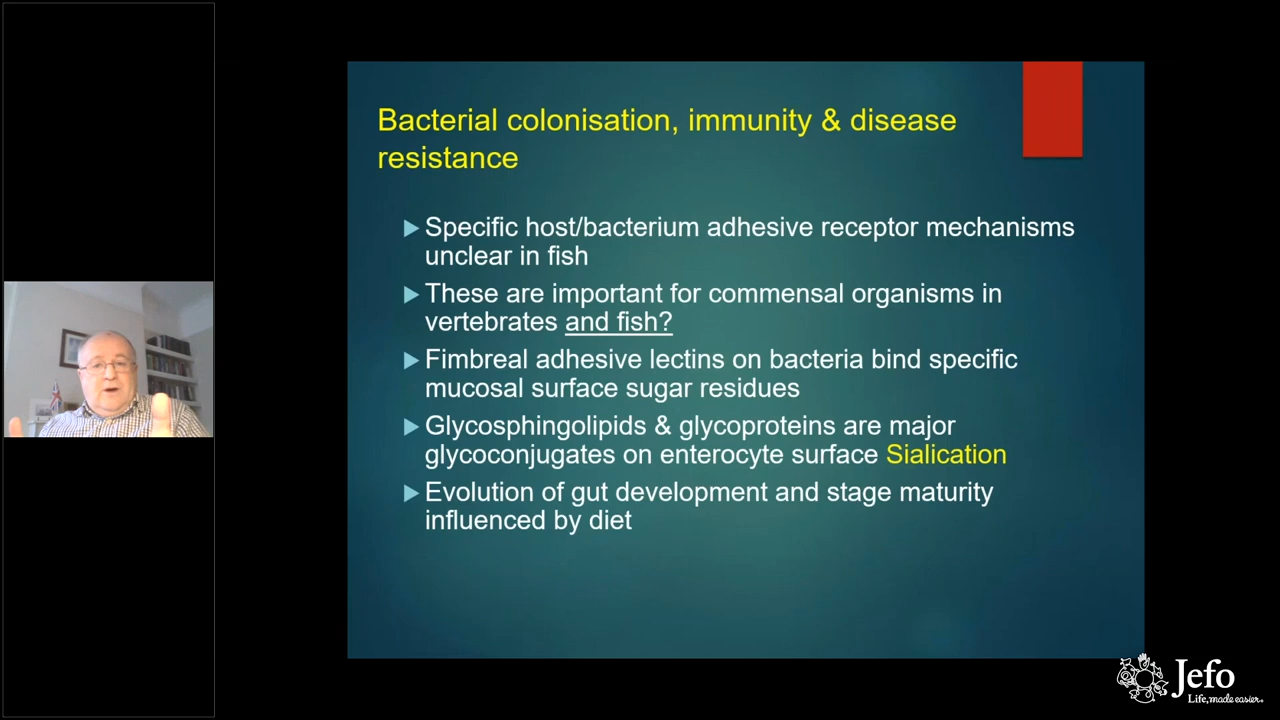 Bacterial colonisation, immunity & disease
resistance
Specific host/bacterium adhesive receptor mechanisms
unclear in fish
These are important for commensal organisms in
vertebrates and fish?
Fimbreal adhesive lectins on bacteria bind specific
mucosal surface sugar residues
Glycosphingolipids & glycoproteins are major
glycoconjugates on enterocyte surface Sialication
Evolution of gut development and stage maturity
influenced by diet
Jefo
Life, made easier.